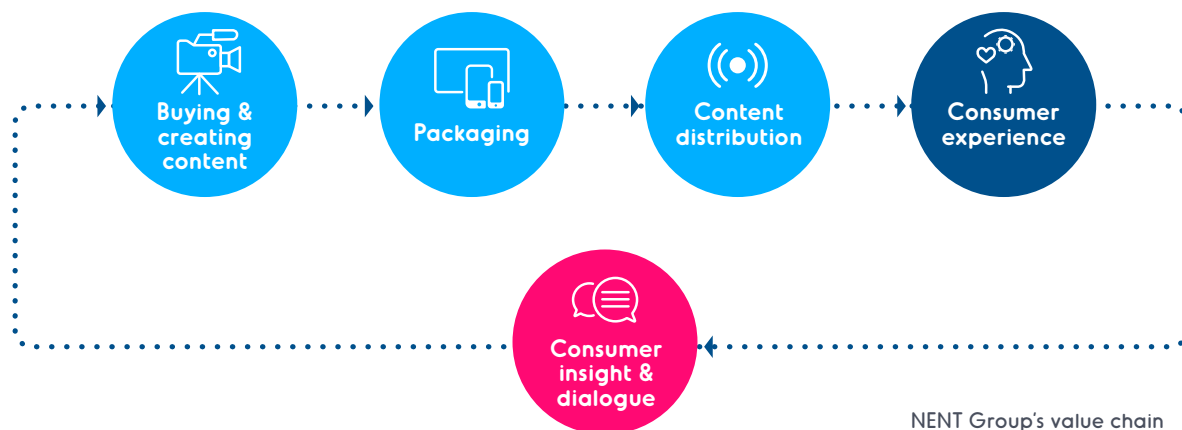 Buying &
creating
content
Packaging
Content
distribution
Consumer
experience
Consumer
insight &
dialogue
NENT Group's value chain